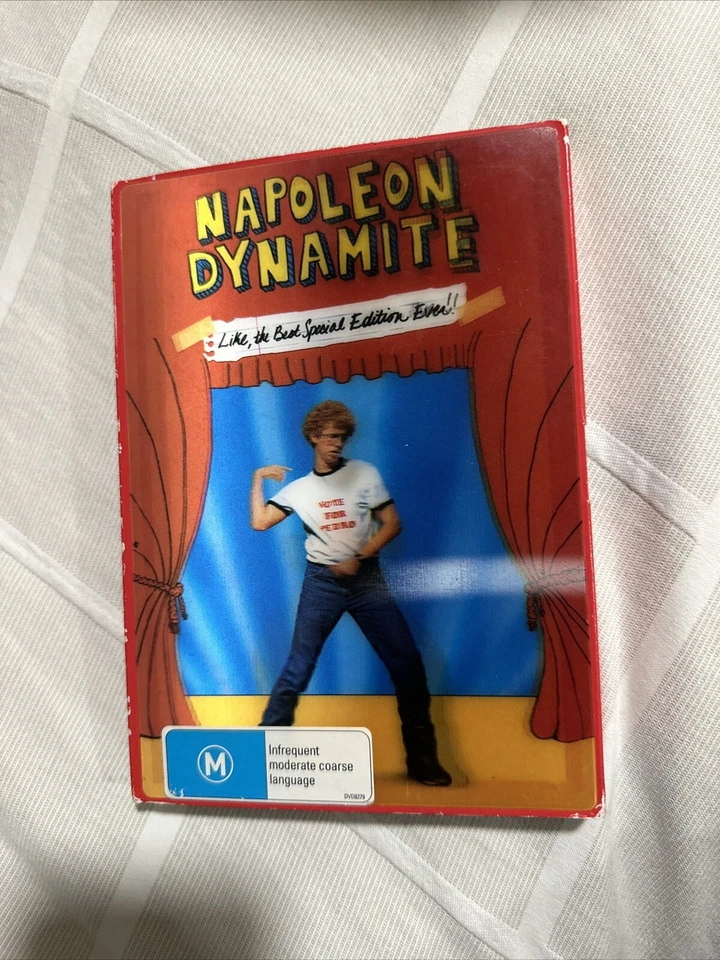 NAPOLEON
DYNAMITE
Like, the Best Special Edition Ever!!
VOTE
FOR
PEDRO
M
Infrequent
moderate coarse
language